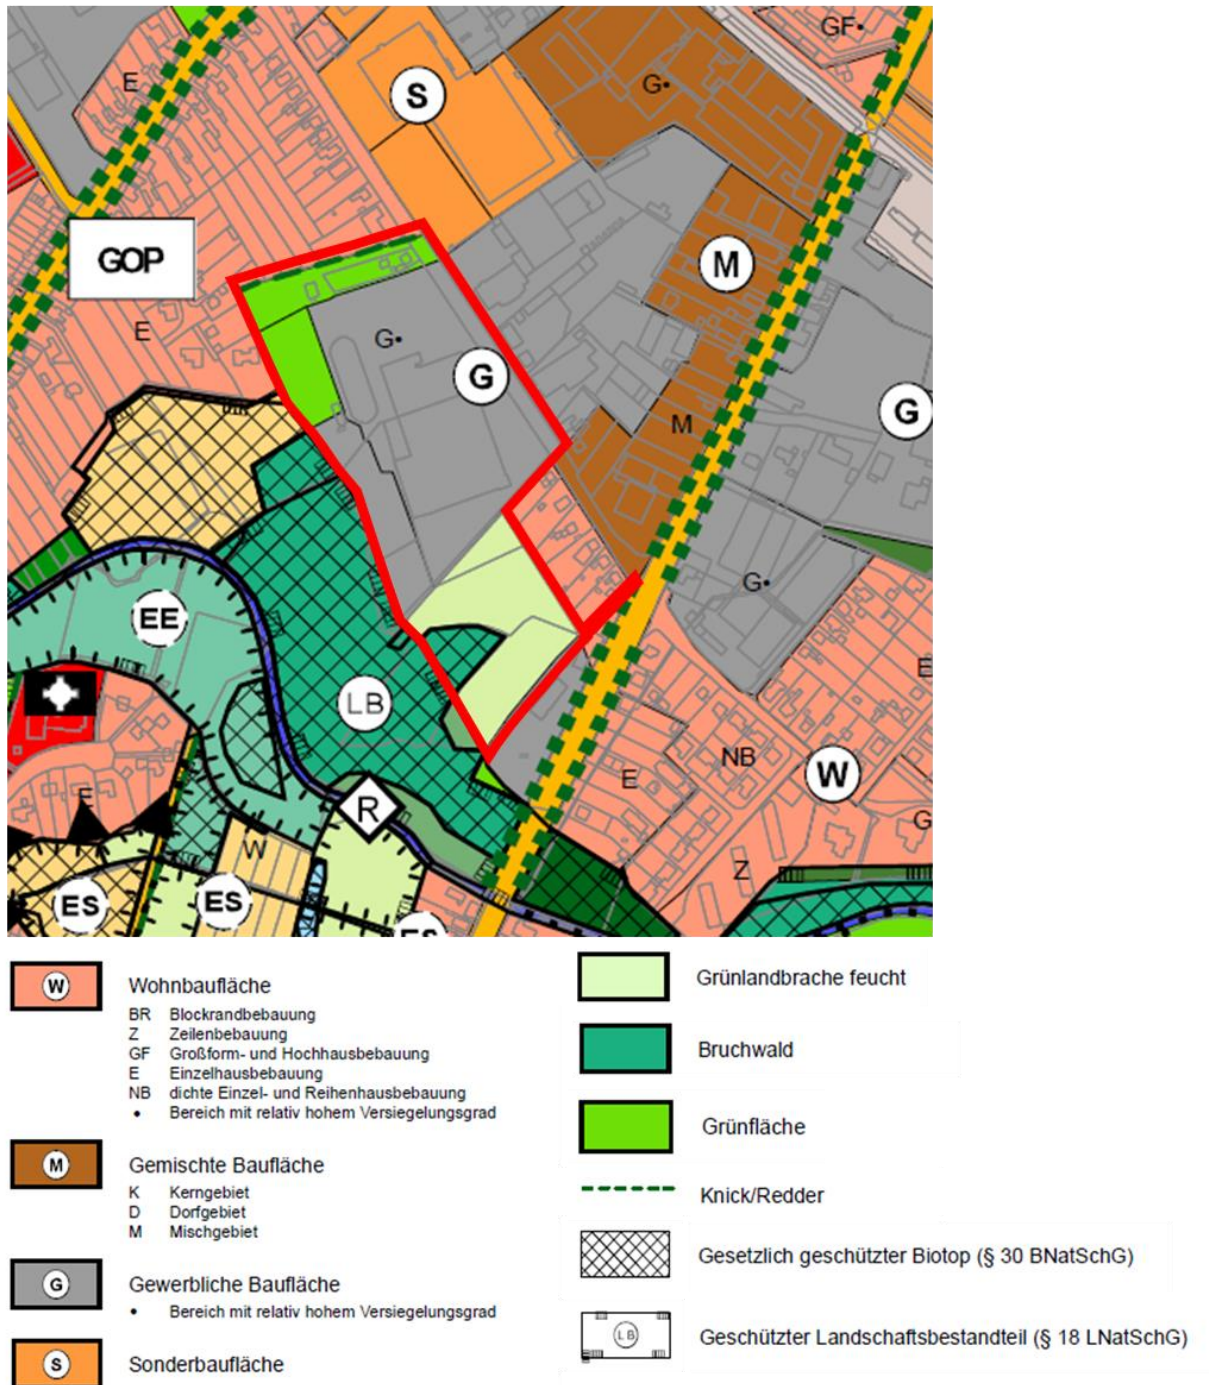 GF•
E
S
G•
GOP
M
E
G•
G
M
G
EE
G•
LB
E
NB
W
E
R
E
W
Z
G
ES
ES
ES
W
Wohnbaufläche
BR Blockrandbebauung
Z Zeilenbebauung
GF Großform- und Hochhausbebauung
E Einzelhausbebauung
NB dichte Einzel- und Reihenhausbebauung
• Bereich mit relativ hohem Versiegelungsgrad
M
Gemischte Baufläche
K Kerngebiet
D Dorfgebiet
M Mischgebiet
G
Gewerbliche Baufläche
• Bereich mit relativ hohem Versiegelungsgrad
S
Sonderbaufläche
Grünlandbrache feucht
Bruchwald
Grünfläche
Knick/Redder
Gesetzlich geschützter Biotop (§ 30 BNatSchG)
LB
Geschützter Landschaftsbestandteil (§ 18 LNatSchG)